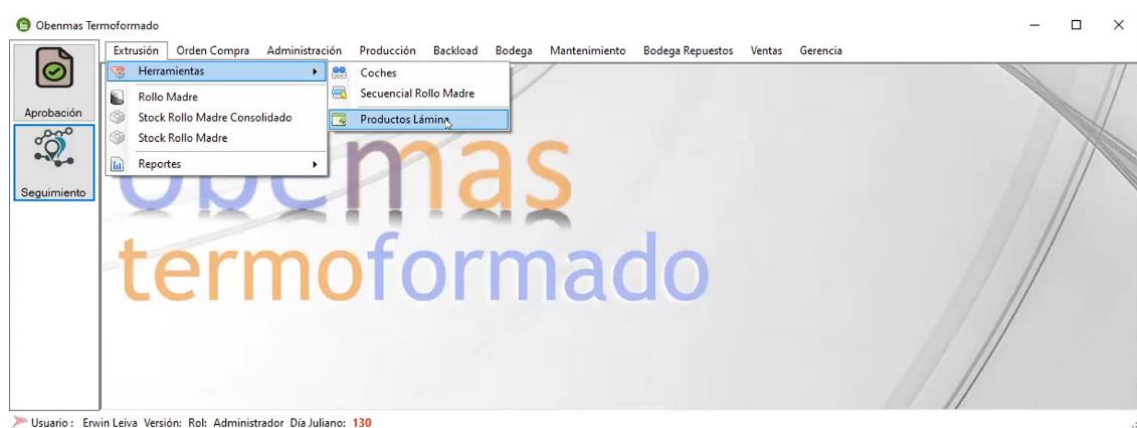 Obenmas Termoformado
Extrusión Orden Compra Administración Producción Backload Bodega Mantenimiento Bodega Repuestos Ventas Gerencia
Herramientas
Coches
Rollo Madre
Secuencial Rollo Madre
Stock Rollo Madre Consolidado
Productos Lámina
Stock Rollo Madre
Reportes
Aprobación
Seguimiento
obenmas
termoformado
Usuario : Erwin Leiva Versión: Rol: Administrador Día Juliano: 130